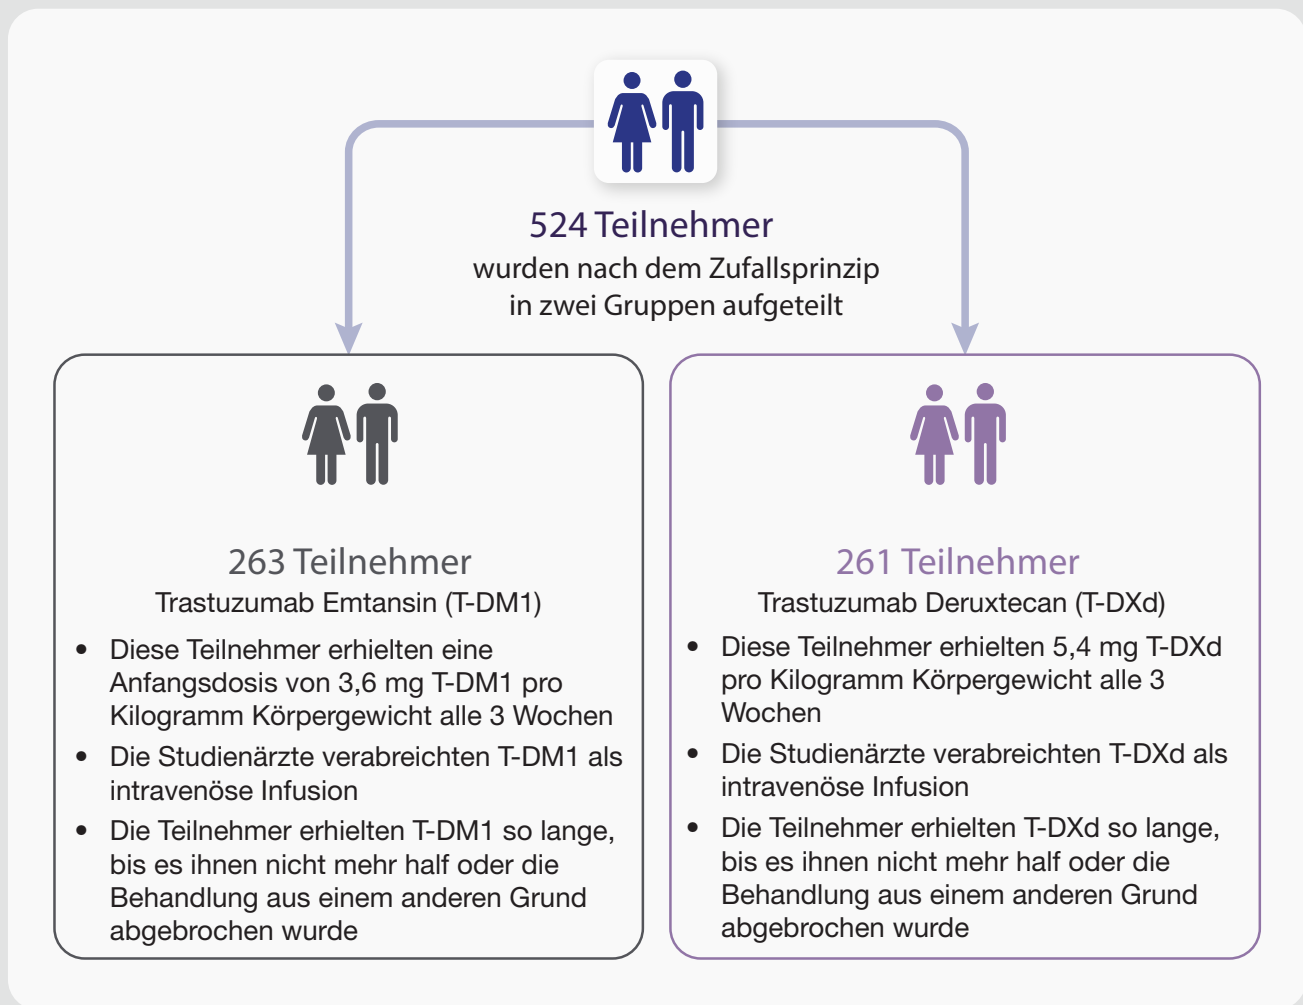 524 Teilnehmer
wurden nach dem Zufallsprinzip
in zwei Gruppen aufgeteilt
263 Teilnehmer
Trastuzumab Emtansin (T-DM1)
• Diese Teilnehmer erhielten eine
Anfangsdosis von 3,6 mg T-DM1 pro
Kilogramm Körpergewicht alle 3 Wochen
• Die Studienärzte verabreichten T-DM1 als
intravenöse Infusion
• Die Teilnehmer erhielten T-DM1 so lange,
bis es ihnen nicht mehr half oder die
Behandlung aus einem anderen Grund
abgebrochen wurde
261 Teilnehmer
Trastuzumab Deruxtecan (T-DXd)
• Diese Teilnehmer erhielten 5,4 mg T-DXd
pro Kilogramm Körpergewicht alle 3
Wochen
• Die Studienärzte verabreichten T-DXd als
intravenöse Infusion
• Die Teilnehmer erhielten T-DXd so lange,
bis es ihnen nicht mehr half oder die
Behandlung aus einem anderen Grund
abgebrochen wurde